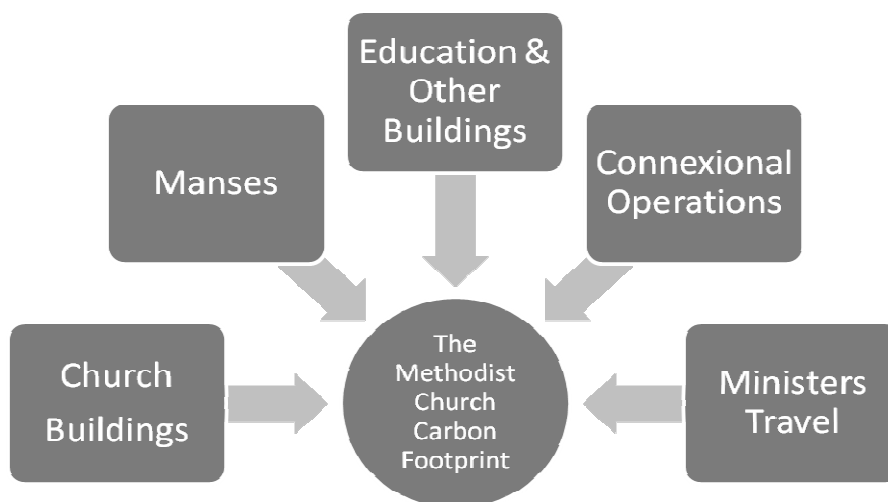 Education &
Other
Buildings
Manses
Connexional
Operations
Church
Buildings
The
Methodist
Church
Carbon
Footprint
Ministers
Travel